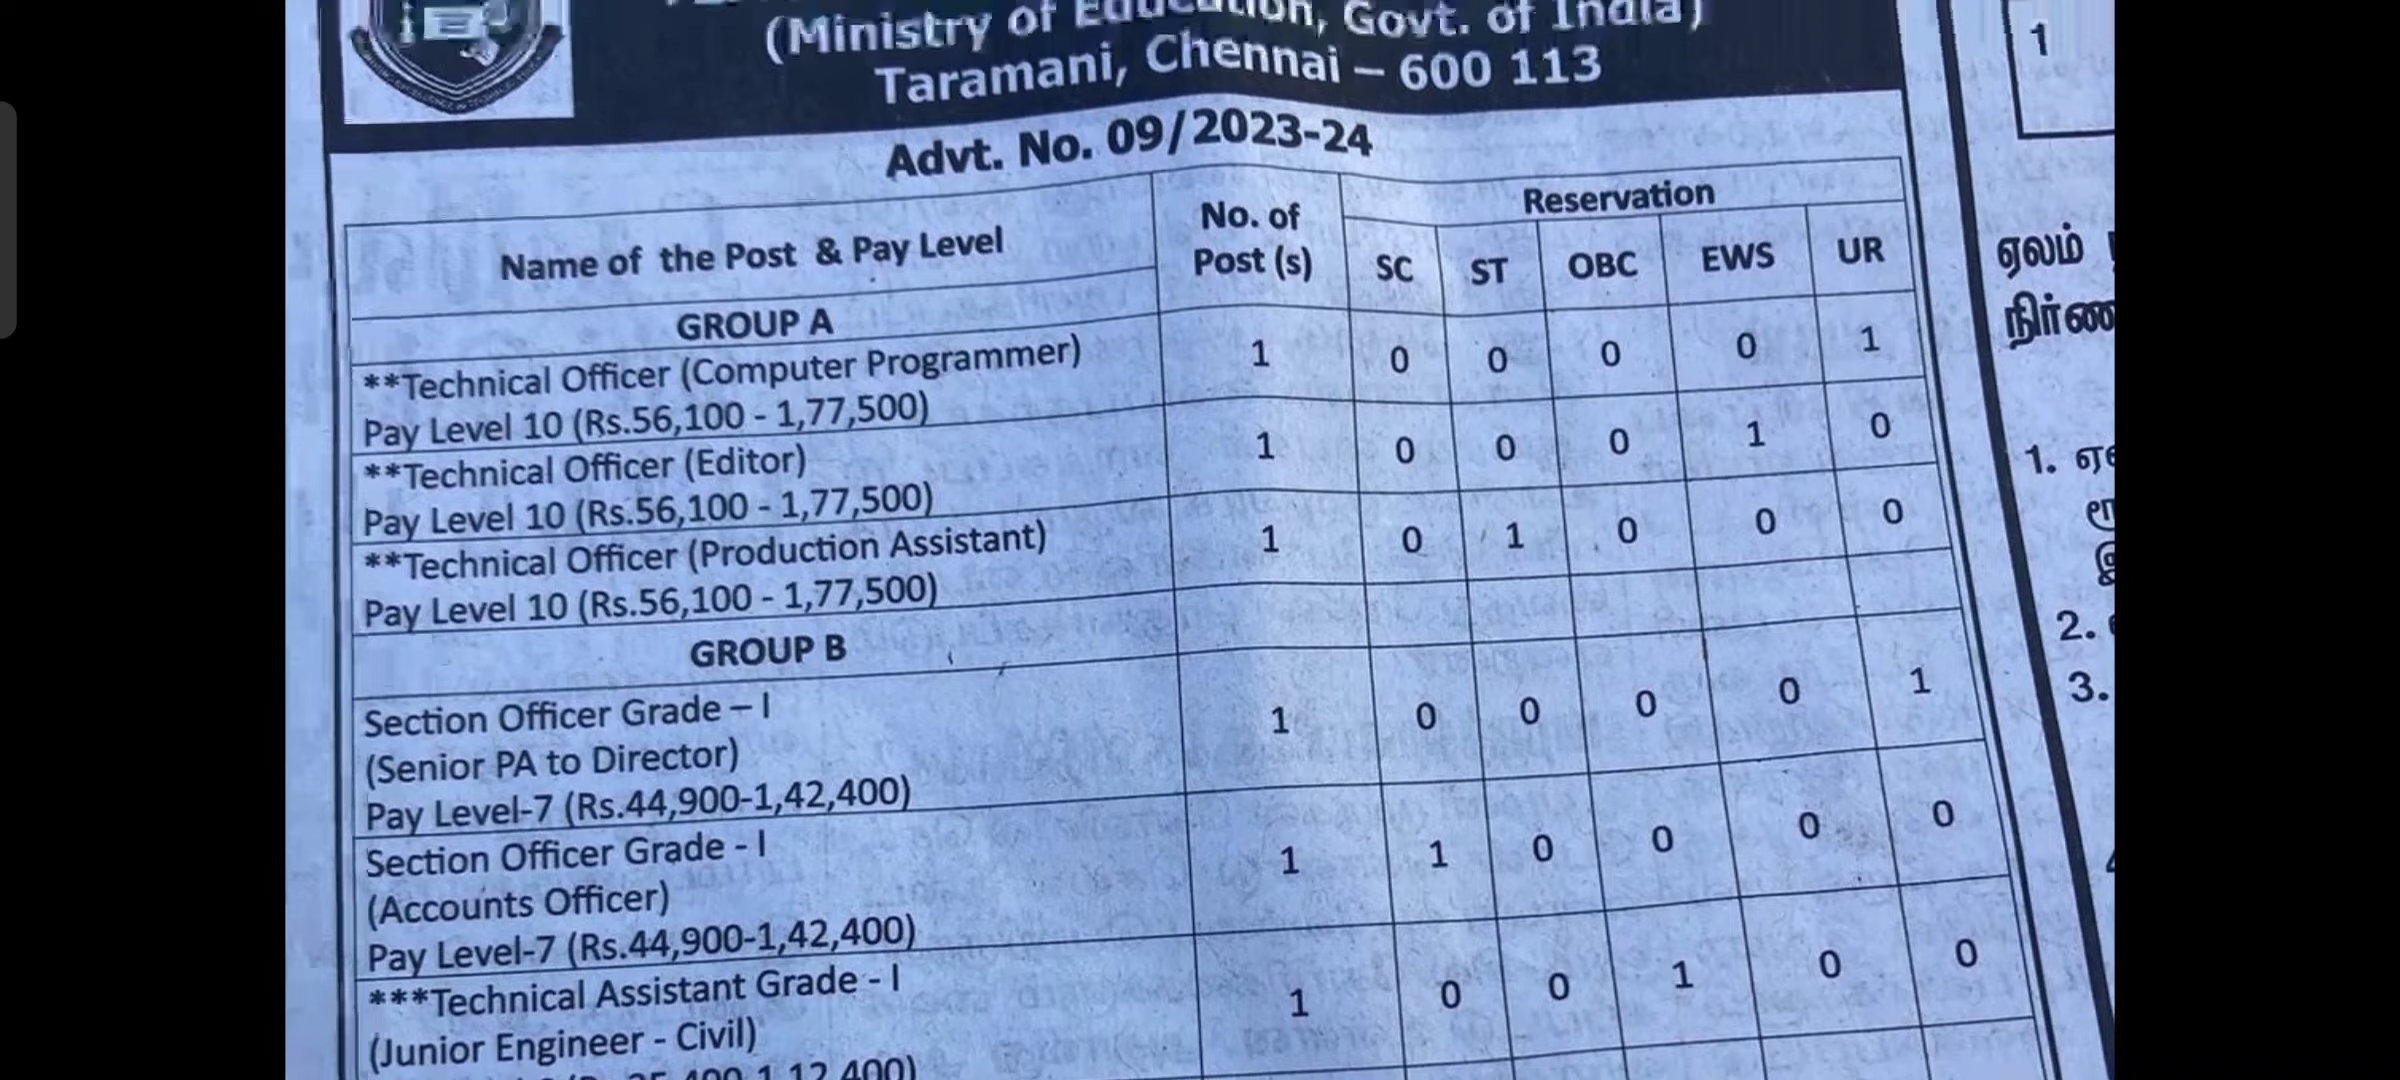 (Ministry of Education, Govt. of India)
Taramani, Chennai – 600 113
Advt. No. 09/2023-24
Name of the Post & Pay Level No. of Post (s) Reservation
SC ST OBC EWS UR
GROUP A
**Technical Officer (Computer Programmer)
Pay Level 10 (Rs.56,100 - 1,77,500)
1 0 0 0 0 1
**Technical Officer (Editor)
Pay Level 10 (Rs.56,100 - 1,77,500)
1 0 0 0 1 0
**Technical Officer (Production Assistant)
Pay Level 10 (Rs.56,100 - 1,77,500)
1 0 1 0 0 0
GROUP B
Section Officer Grade – I
(Senior PA to Director)
Pay Level-7 (Rs.44,900-1,42,400)
1 0 0 0 0 1
Section Officer Grade - I
(Accounts Officer)
Pay Level-7 (Rs.44,900-1,42,400)
1 1 0 0 0 0
***Technical Assistant Grade - I
(Junior Engineer - Civil)
1 0 0 1 0 0
1
ஏலம்
1.
2.
3.